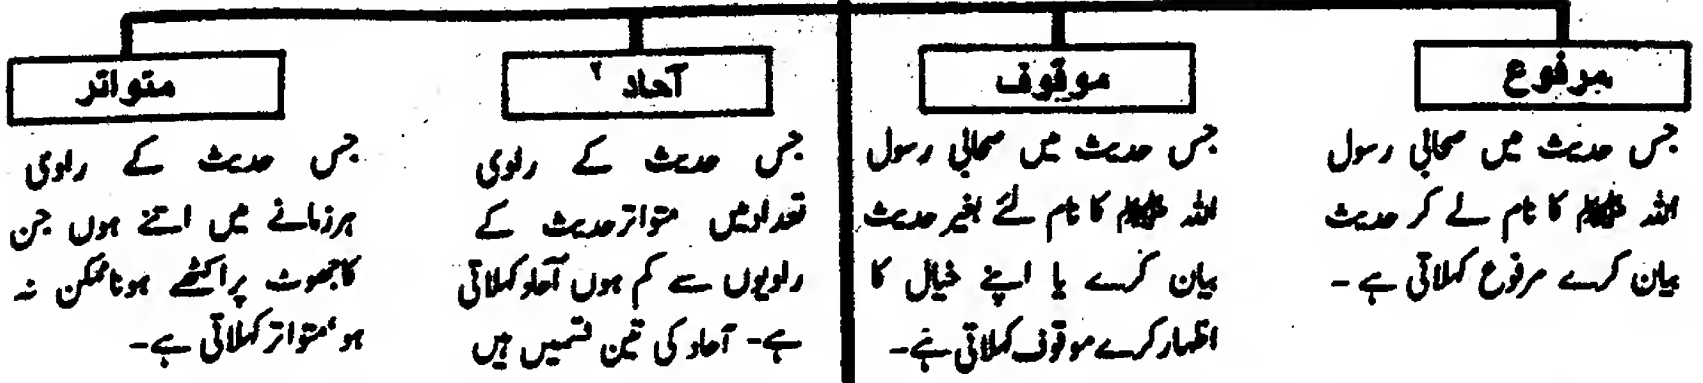 مرفوع
جس حدیث میں صحابی رسول
اللہ ﷺ کا نام لے کر حدیث
بیان کرے مرفوع کہلاتی ہے -
موقوف
جس حدیث میں صحابی رسول
اللہ ﷺ کا نام لئے بغیر حدیث
بیان کرے یا اپنے خیال کا
اظہار کرے موقوف کہلاتی ہے-
آحاد ۲
جس حدیث کے راوی
تعداد میں متواتر حدیث کے
راویوں سے کم ہوں آحاد کہلاتی
ہے- آحاد کی تین قسمیں ہیں
متواتر
جس حدیث کے راوی
ہر زمانے میں اتنے ہوں جن
کا جھوٹ پر اکٹھے ہونا ممکن نہ
ہو' متواتر کہلاتی ہے-